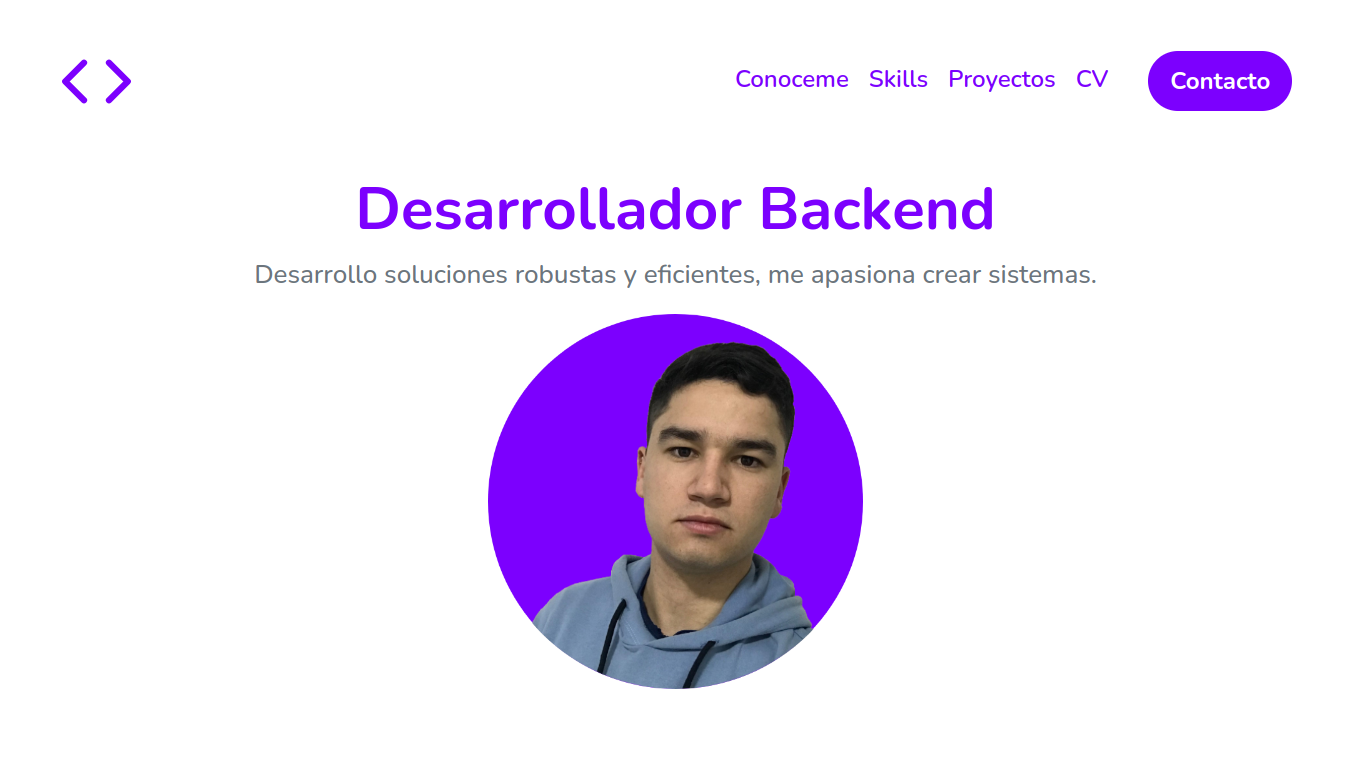 Conoceme Skills Proyectos CV Contacto
Desarrollador Backend
Desarrollo soluciones robustas y eficientes, me apasiona crear sistemas.